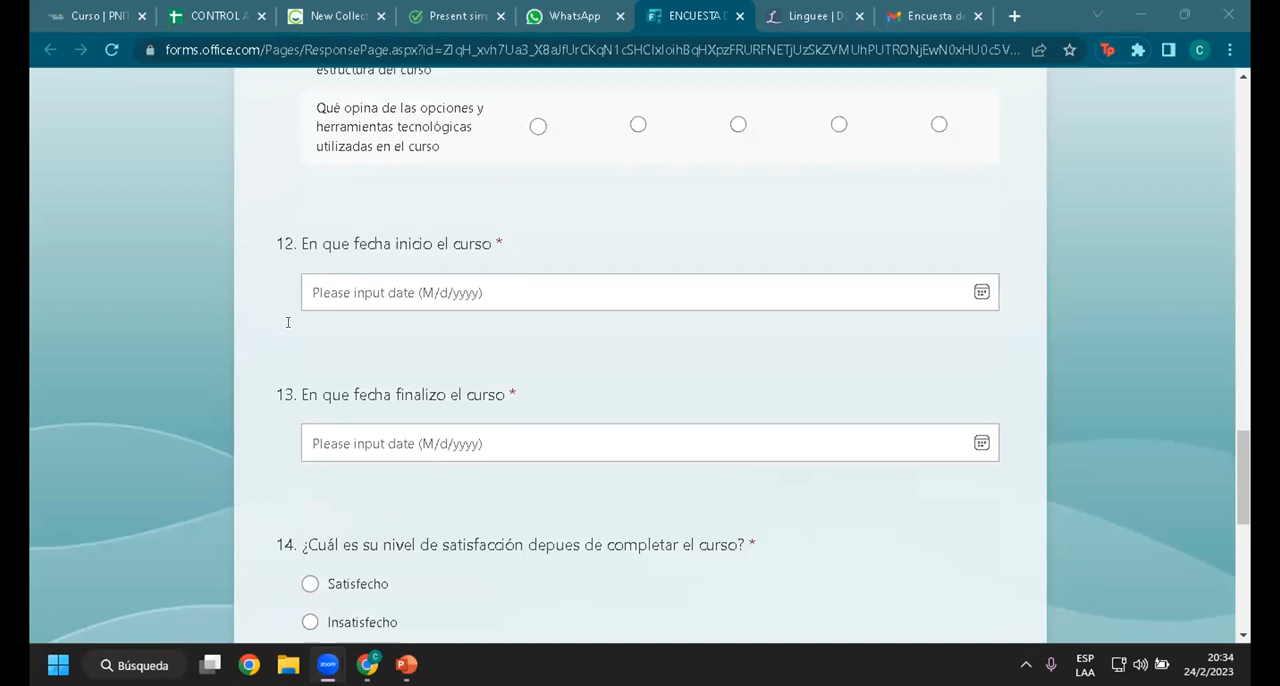 Curso | PNI
CONTROL A
New Collec
Present sim
WhatsApp
ENCUESTA D
Linguee | D
Encuesta de
forms.office.com/Pages/ResponsePage.aspx?id=
C
estructura del curso
Qué opina de las opciones y
herramientas tecnológicas
utilizadas en el curso
12. En que fecha inicio el curso *
Please input date (M/d/yyyy)
13. En que fecha finalizo el curso *
Please input date (M/d/yyyy)
14. ¿Cuál es su nivel de satisfacción depues de completar el curso? *
Satisfecho
Insatisfecho
Búsqueda
zoom
ESP
LAA
20:34
24/2/2023